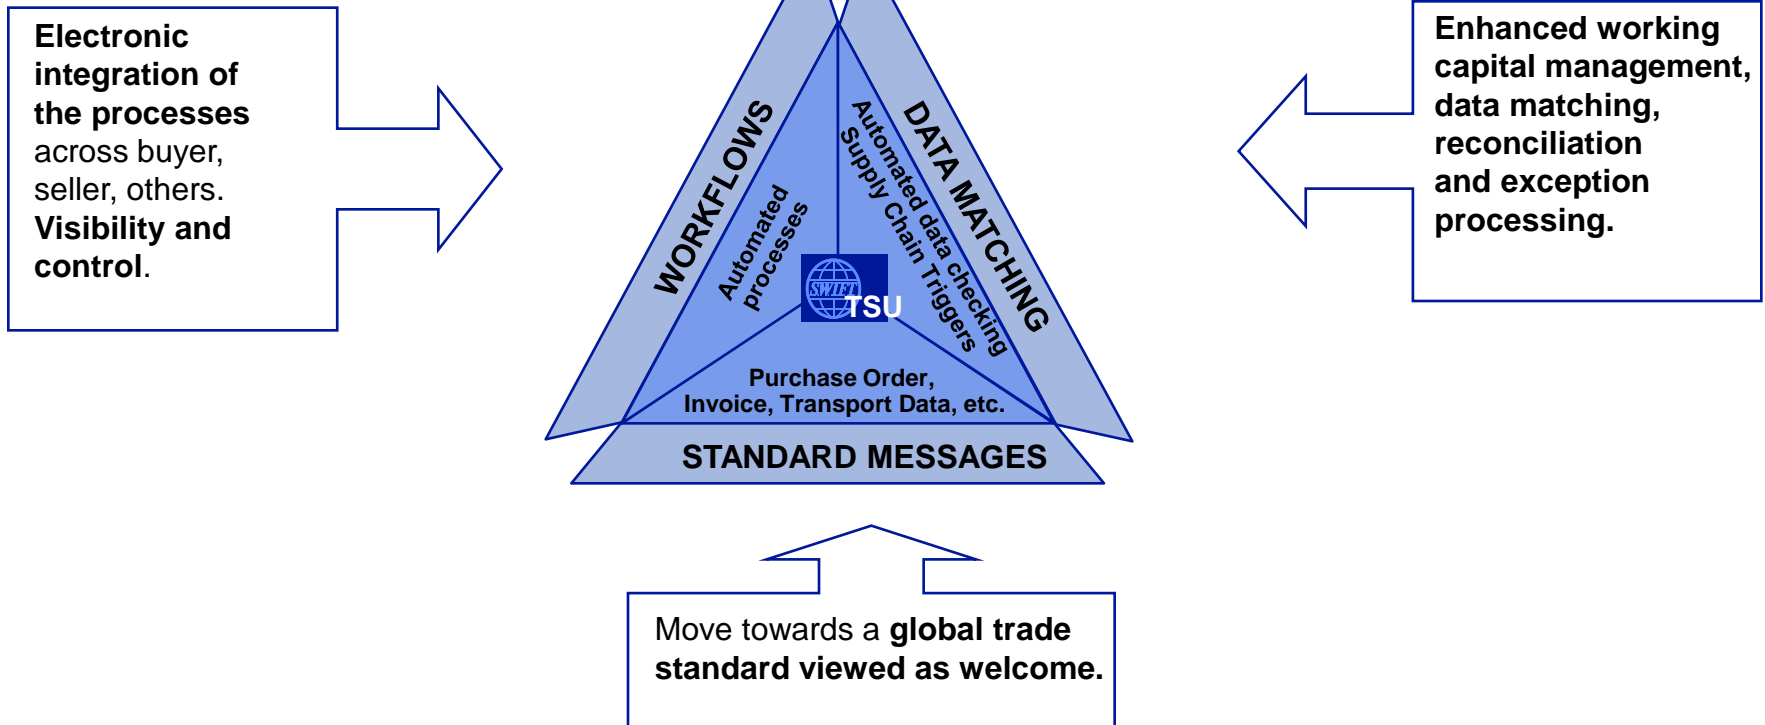 Electronic
integration of
the processes
across buyer,
seller, others.
Visibility and
control.
WORKFLOWS
Automated
processes
DATA MATCHING
Automated data checking
Supply Chain Triggers
SWIFT
TSU
Purchase Order,
Invoice, Transport Data, etc.
STANDARD MESSAGES
Enhanced working
capital management,
data matching,
reconciliation
and exception
processing.
Move towards a global trade
standard viewed as welcome.